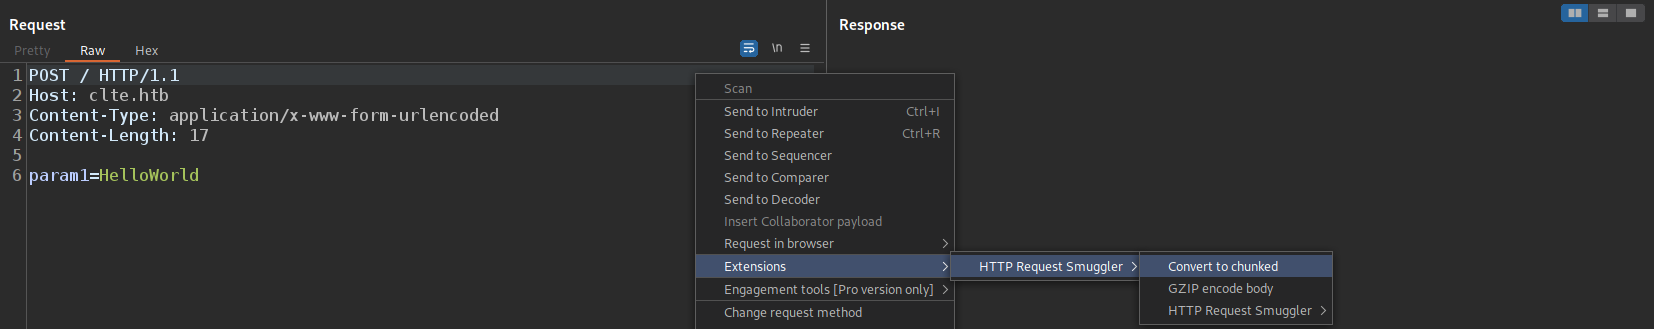 Request
Response
Pretty Raw Hex
\n
1 POST / HTTP/1.1
2 Host: clte.htb
3 Content-Type: application/x-www-form-urlencoded
4 Content-Length: 17
5
6 param1=HelloWorld
Scan
Send to Intruder Ctrl+I
Send to Repeater Ctrl+R
Send to Sequencer
Send to Comparer
Send to Decoder
Insert Collaborator payload
Request in browser
Extensions
Engagement tools [Pro version only]
Change request method
HTTP Request Smuggler
Convert to chunked
GZIP encode body
HTTP Request Smuggler